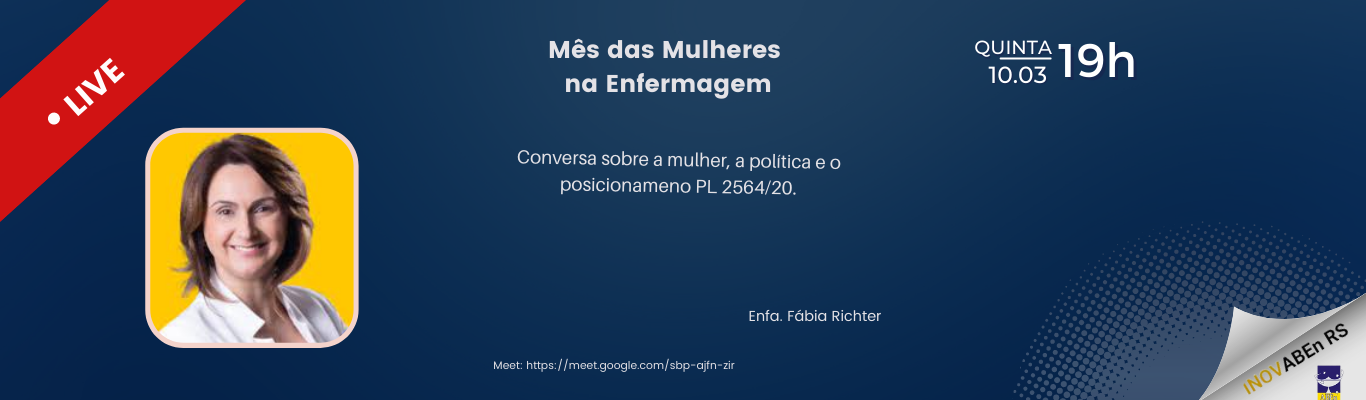 • LIVE
Mês das Mulheres
na Enfermagem
QUINTA
10.03
19h
Conversa sobre a mulher, a política e o
posicionameno PL 2564/20.
Enfa. Fábia Richter
Meet: https://meet.google.com/sbp-ajfn-zir
INOVABEn RS